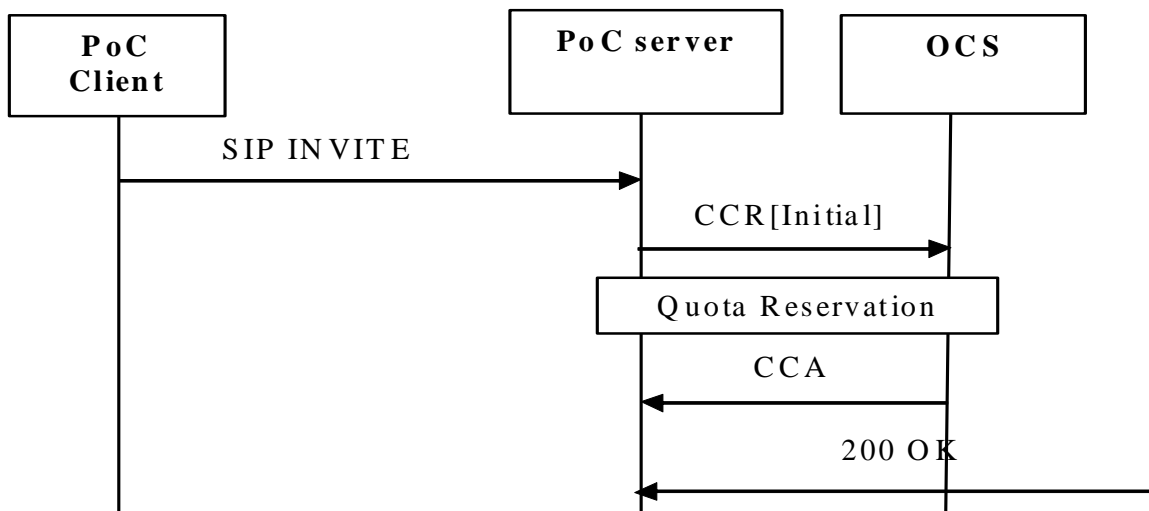 PoC
Client
PoC server
OCS
SIP INVITE
CCR[Initial]
Quota Reservation
CCA
200 OK